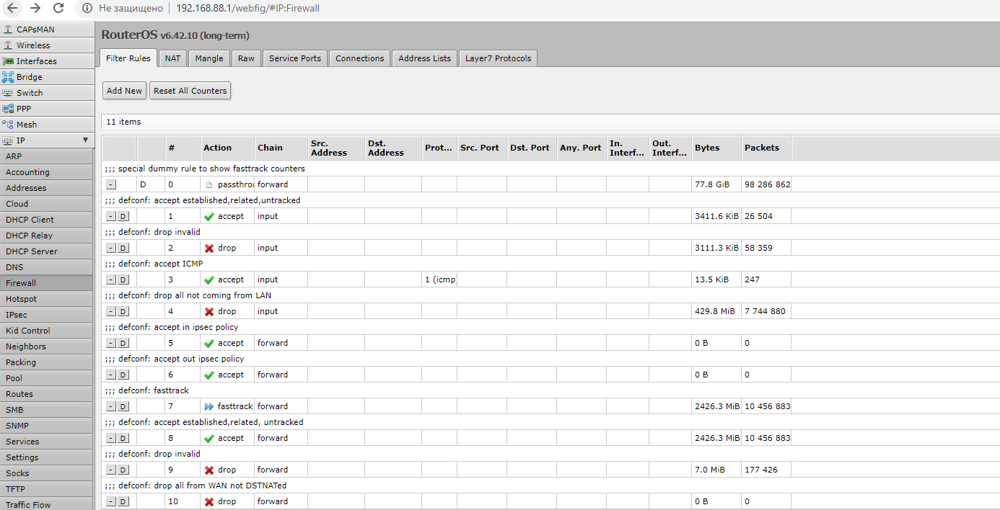 Не защищено 192.168.88.1/webfig/#IP:Firewall
CAPsMAN
Wireless
Interfaces
Bridge
Switch
PPP
Mesh
IP ▼
ARP
Accounting
Addresses
Cloud
DHCP Client
DHCP Relay
DHCP Server
DNS
Firewall
Hotspot
IPsec
Kid Control
Neighbors
Packing
Pool
Routes
SMB
SNMP
Services
Settings
Socks
TFTP
Traffic Flow
RouterOS v6.42.10 (long-term)
Filter Rules NAT Mangle Raw Service Ports Connections Address Lists Layer7 Protocols
Add New Reset All Counters
11 items
# Action Chain Src. Address Dst. Address Prot... Src. Port Dst. Port Any. Port In. Interf... Out. Interf... Bytes Packets
;;; special dummy rule to show fasttrack counters
- D 0 passthrou forward 77.8 GiB 98 286 862
;;; defconf: accept established,related,untracked
- D 1 accept input 3411.6 KiB 26 504
;;; defconf: drop invalid
- D 2 drop input 3111.3 KiB 58 359
;;; defconf: accept ICMP
- D 3 accept input 1 (icmp) 13.5 KiB 247
;;; defconf: drop all not coming from LAN
- D 4 drop input 429.8 MiB 7 744 880
;;; defconf: accept in ipsec policy
- D 5 accept forward 0 B 0
;;; defconf: accept out ipsec policy
- D 6 accept forward 0 B 0
;;; defconf: fasttrack
- D 7 fasttrack forward 2426.3 MiB 10 456 883
;;; defconf: accept established,related, untracked
- D 8 accept forward 2426.3 MiB 10 456 883
;;; defconf: drop invalid
- D 9 drop forward 7.0 MiB 177 426
;;; defconf: drop all from WAN not DSTNATed
- D 10 drop forward 0 B 0